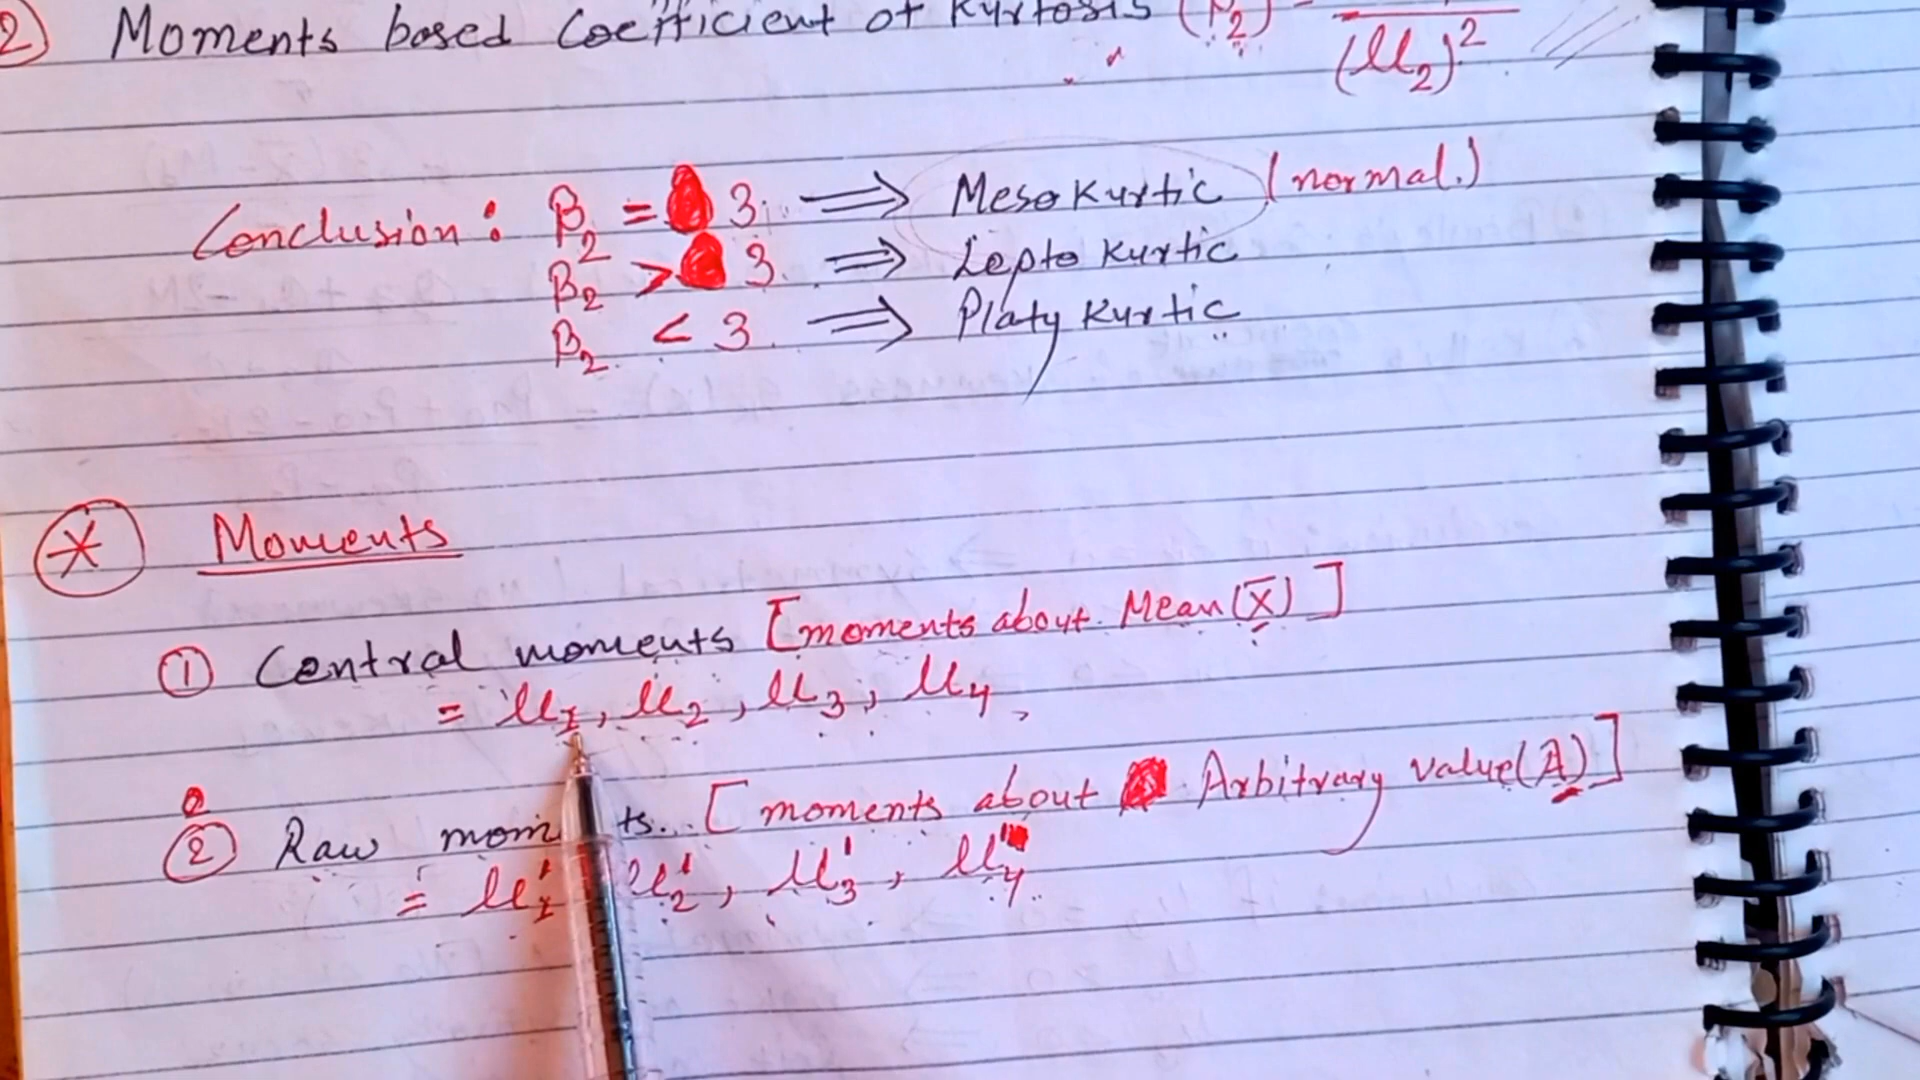 ② Moments based Coefficient of Kurtosis (β₂) = (μ₂)²
Conclusion : β₂ = 3 ⟹ Meso Kurtic (normal.)
β₂ > 3 ⟹ Lepto Kurtic
β₂ < 3 ⟹ Platy Kurtic
* Moments
① Central moments [moments about Mean (x̄)]
= μ₁, μ₂, μ₃, μ₄,
② Raw mom ts. [moments about Arbitrary value (A)]
= μ₁' μ₂', μ₃', μ₄'